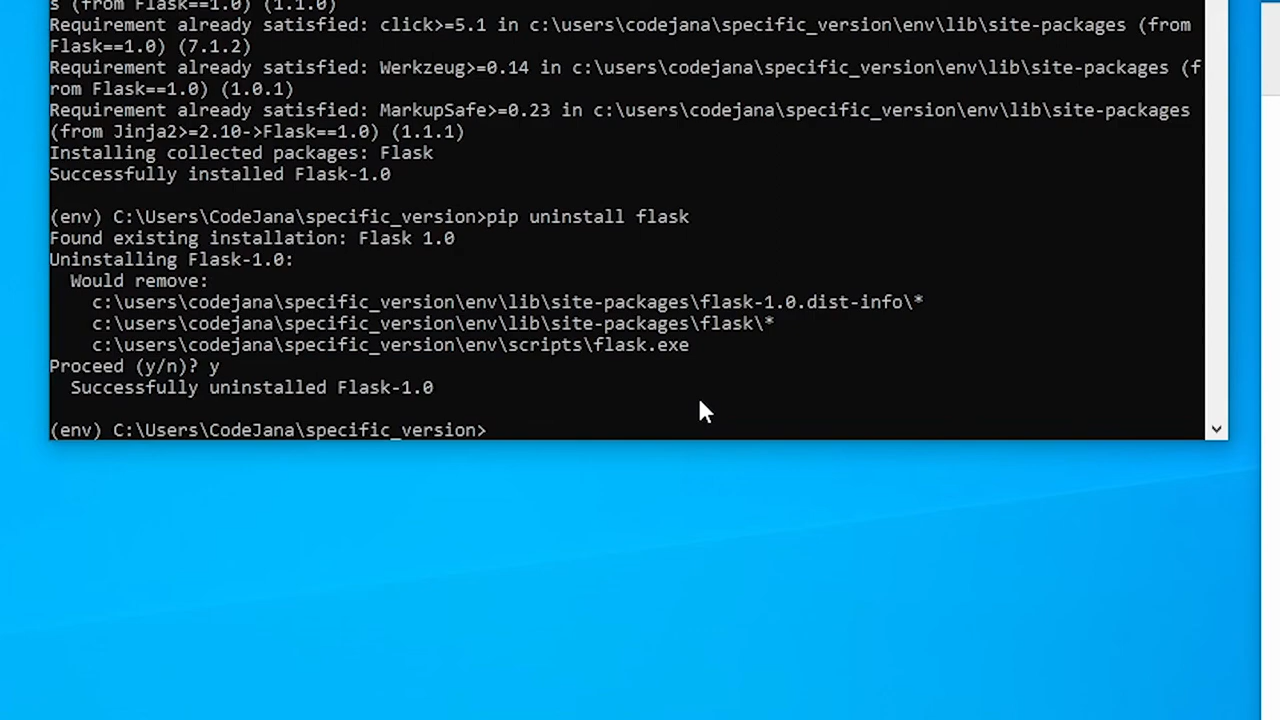 s (from Flask==1.0) (1.1.0)
Requirement already satisfied: click>=5.1 in c:\users\codejana\specific_version\env\lib\site-packages (from
Flask==1.0) (7.1.2)
Requirement already satisfied: Werkzeug>=0.14 in c:\users\codejana\specific_version\env\lib\site-packages (f
rom Flask==1.0) (1.0.1)
Requirement already satisfied: MarkupSafe>=0.23 in c:\users\codejana\specific_version\env\lib\site-packages
(from Jinja2>=2.10->Flask==1.0) (1.1.1)
Installing collected packages: Flask
Successfully installed Flask-1.0
(env) C:\Users\CodeJana\specific_version>pip uninstall flask
Found existing installation: Flask 1.0
Uninstalling Flask-1.0:
Would remove:
c:\users\codejana\specific_version\env\lib\site-packages\flask-1.0.dist-info\*
c:\users\codejana\specific_version\env\lib\site-packages\flask\*
c:\users\codejana\specific_version\env\scripts\flask.exe
Proceed (y/n)? y
Successfully uninstalled Flask-1.0
(env) C:\Users\CodeJana\specific_version>